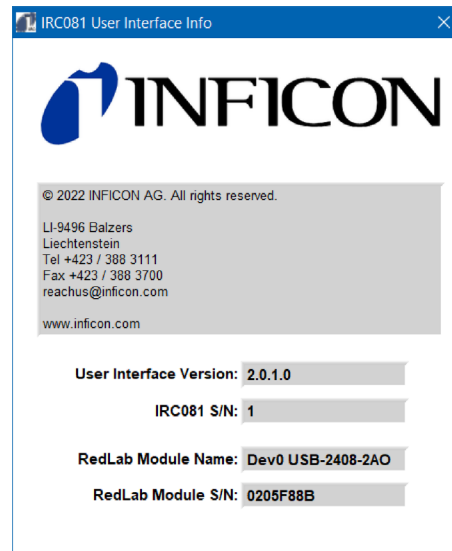 IRC081 User Interface Info
INFICON
© 2022 INFICON AG. All rights reserved.
LI-9496 Balzers
Liechtenstein
Tel +423 / 388 3111
Fax +423 / 388 3700
reachus@inficon.com
www.inficon.com
User Interface Version: 2.0.1.0
IRC081 S/N: 1
RedLab Module Name: Dev0 USB-2408-2AO
RedLab Module S/N: 0205F88B